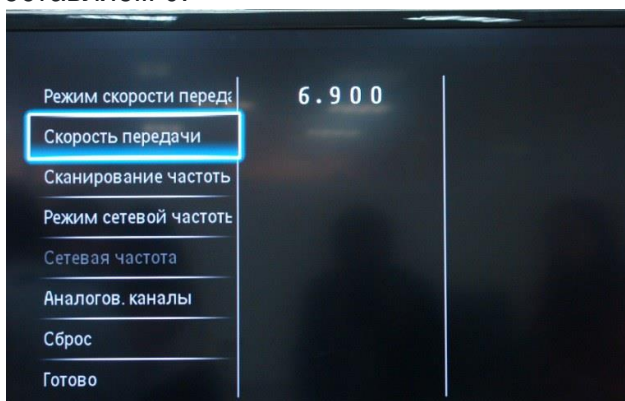 Режим скорости переда
6.900
Скорость передачи
Сканирование частоть
Режим сетевой частоть
Сетевая частота
Аналогов. каналы
Сброс
Готово